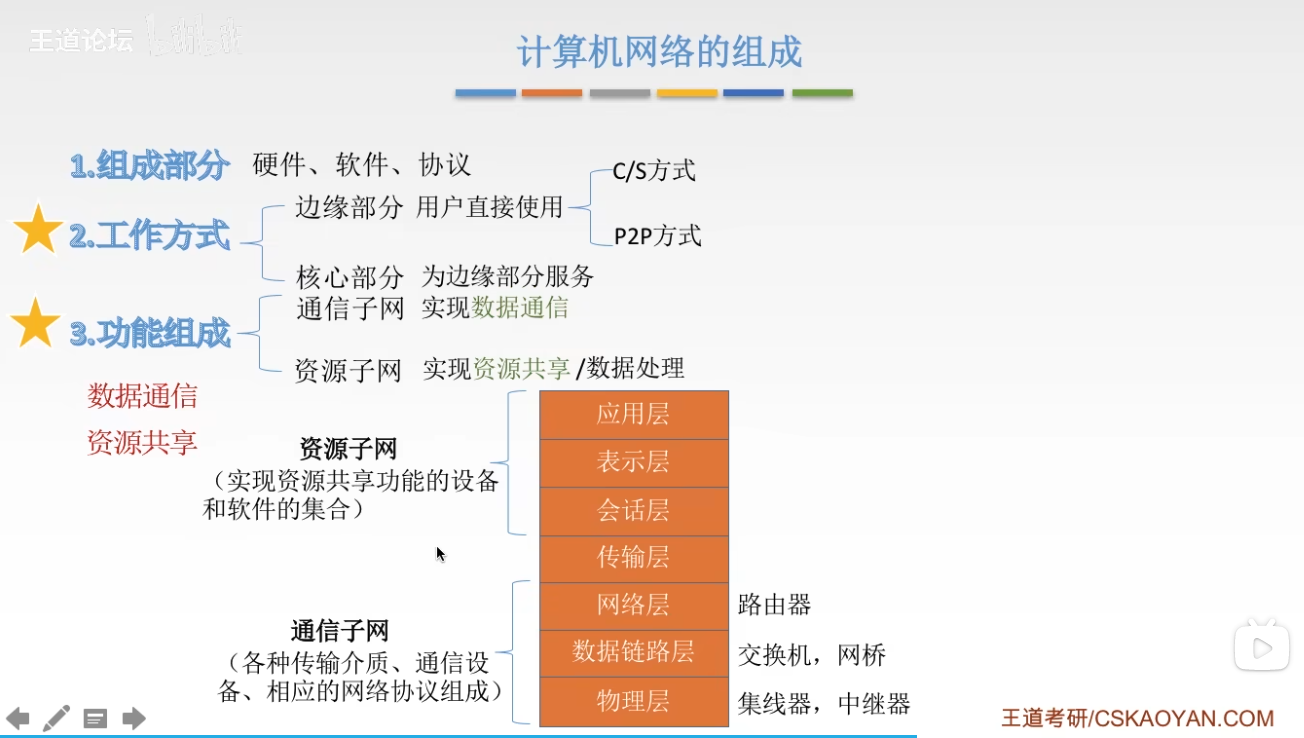 王道论坛
计算机网络的组成
1.组成部分 硬件、软件、协议
C/S方式
2.工作方式
边缘部分 用户直接使用
P2P方式
核心部分 为边缘部分服务
3.功能组成
通信子网 实现数据通信
资源子网 实现资源共享/数据处理
数据通信
资源共享
资源子网
（实现资源共享功能的设备
和软件的集合）
应用层
表示层
会话层
传输层
网络层 路由器
数据链路层 交换机，网桥
物理层 集线器，中继器
通信子网
（各种传输介质、通信设
备、相应的网络协议组成）
王道考研/CSKAOYAN.COM